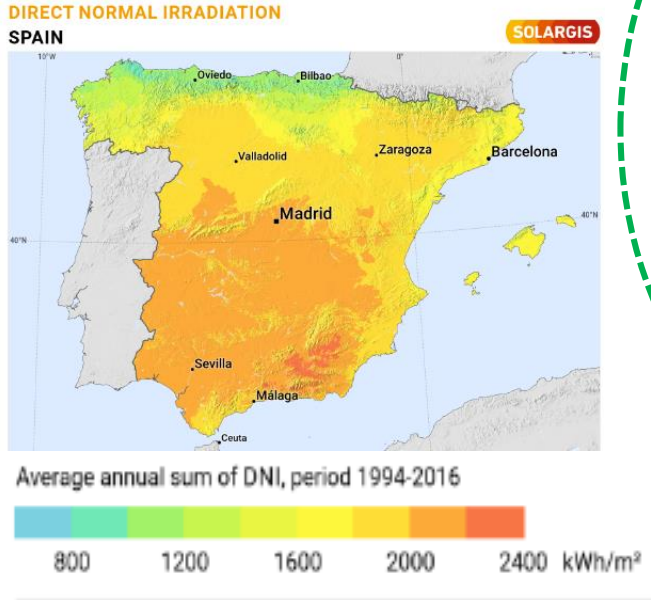 DIRECT NORMAL IRRADIATION
SPAIN
SOLARGIS
10°W
0°
Oviedo
Bilbao
Valladolid
Zaragoza
Barcelona
Madrid
40°N
40°N
Sevilla
Málaga
Ceuta
Average annual sum of DNI, period 1994-2016
800 1200 1600 2000 2400 kWh/m²